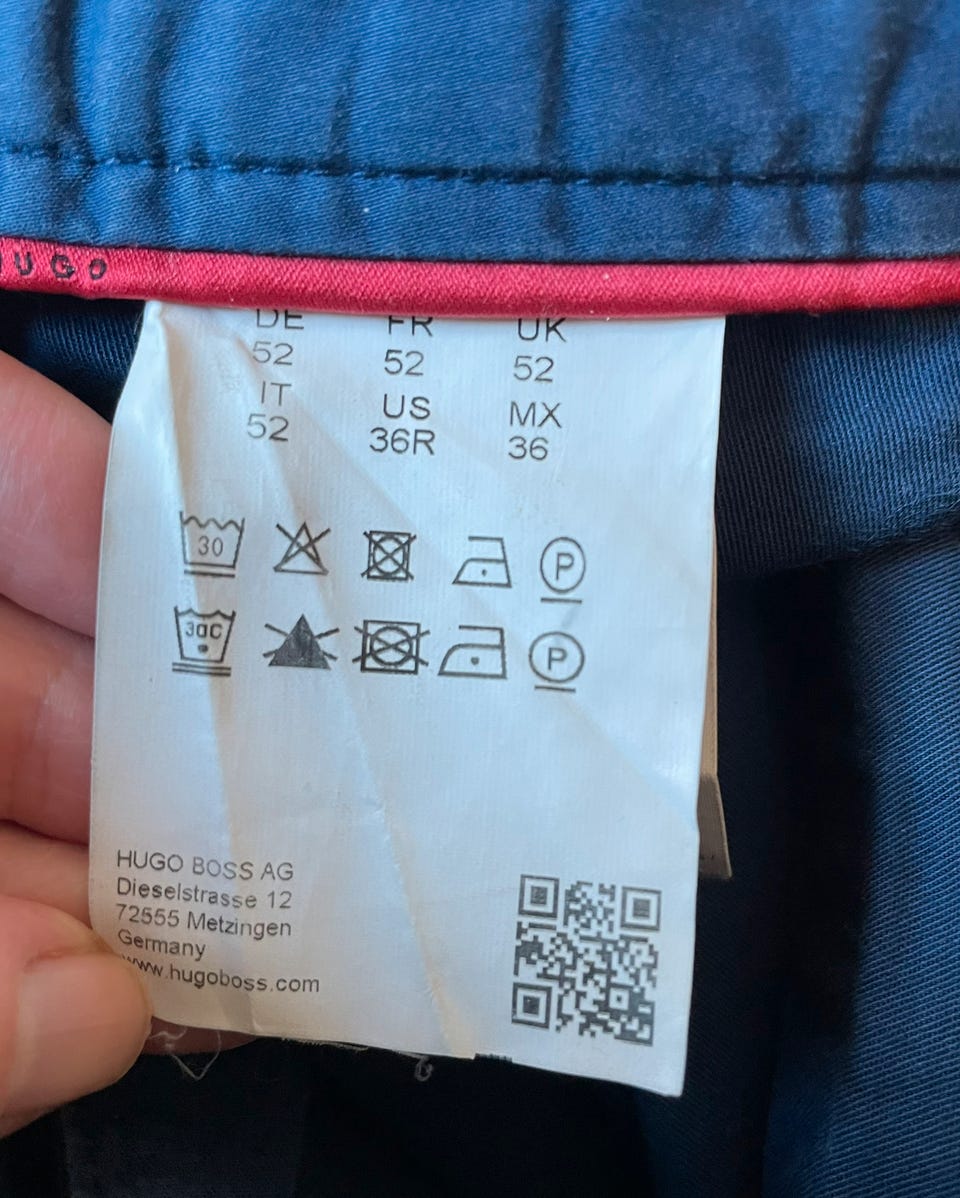 UGO
DE FR UK
52 52 52
IT US MX
52 36R 36
30 P
30C P
HUGO BOSS AG
Dieselstrasse 12
72555 Metzingen
Germany
www.hugoboss.com